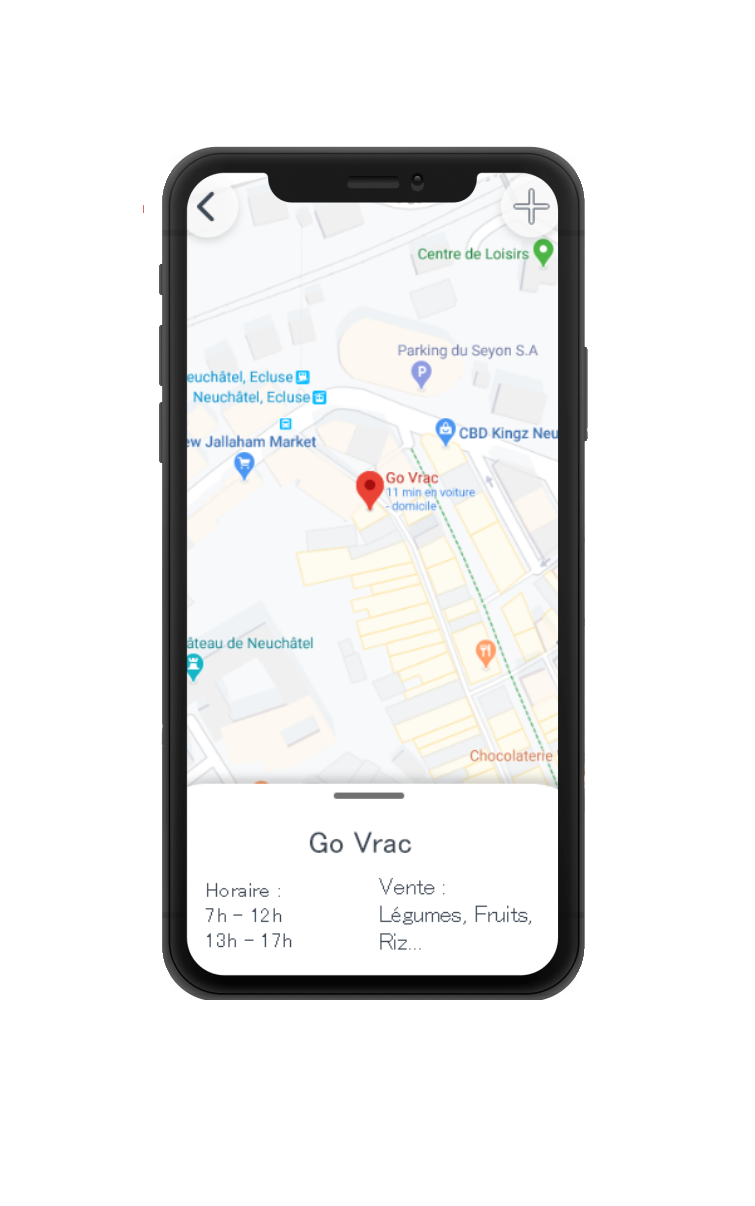 Centre de Loisirs
Parking du Seyon S.A
euchâtel, Ecluse
Neuchâtel, Ecluse
CBD Kingz Neu
ew Jallaham Market
Go Vrac
11 min en voiture
- domicile
âteau de Neuchâtel
Chocolaterie
Go Vrac
Horaire :
7h - 12h
13h - 17h
Vente :
Légumes, Fruits,
Riz...